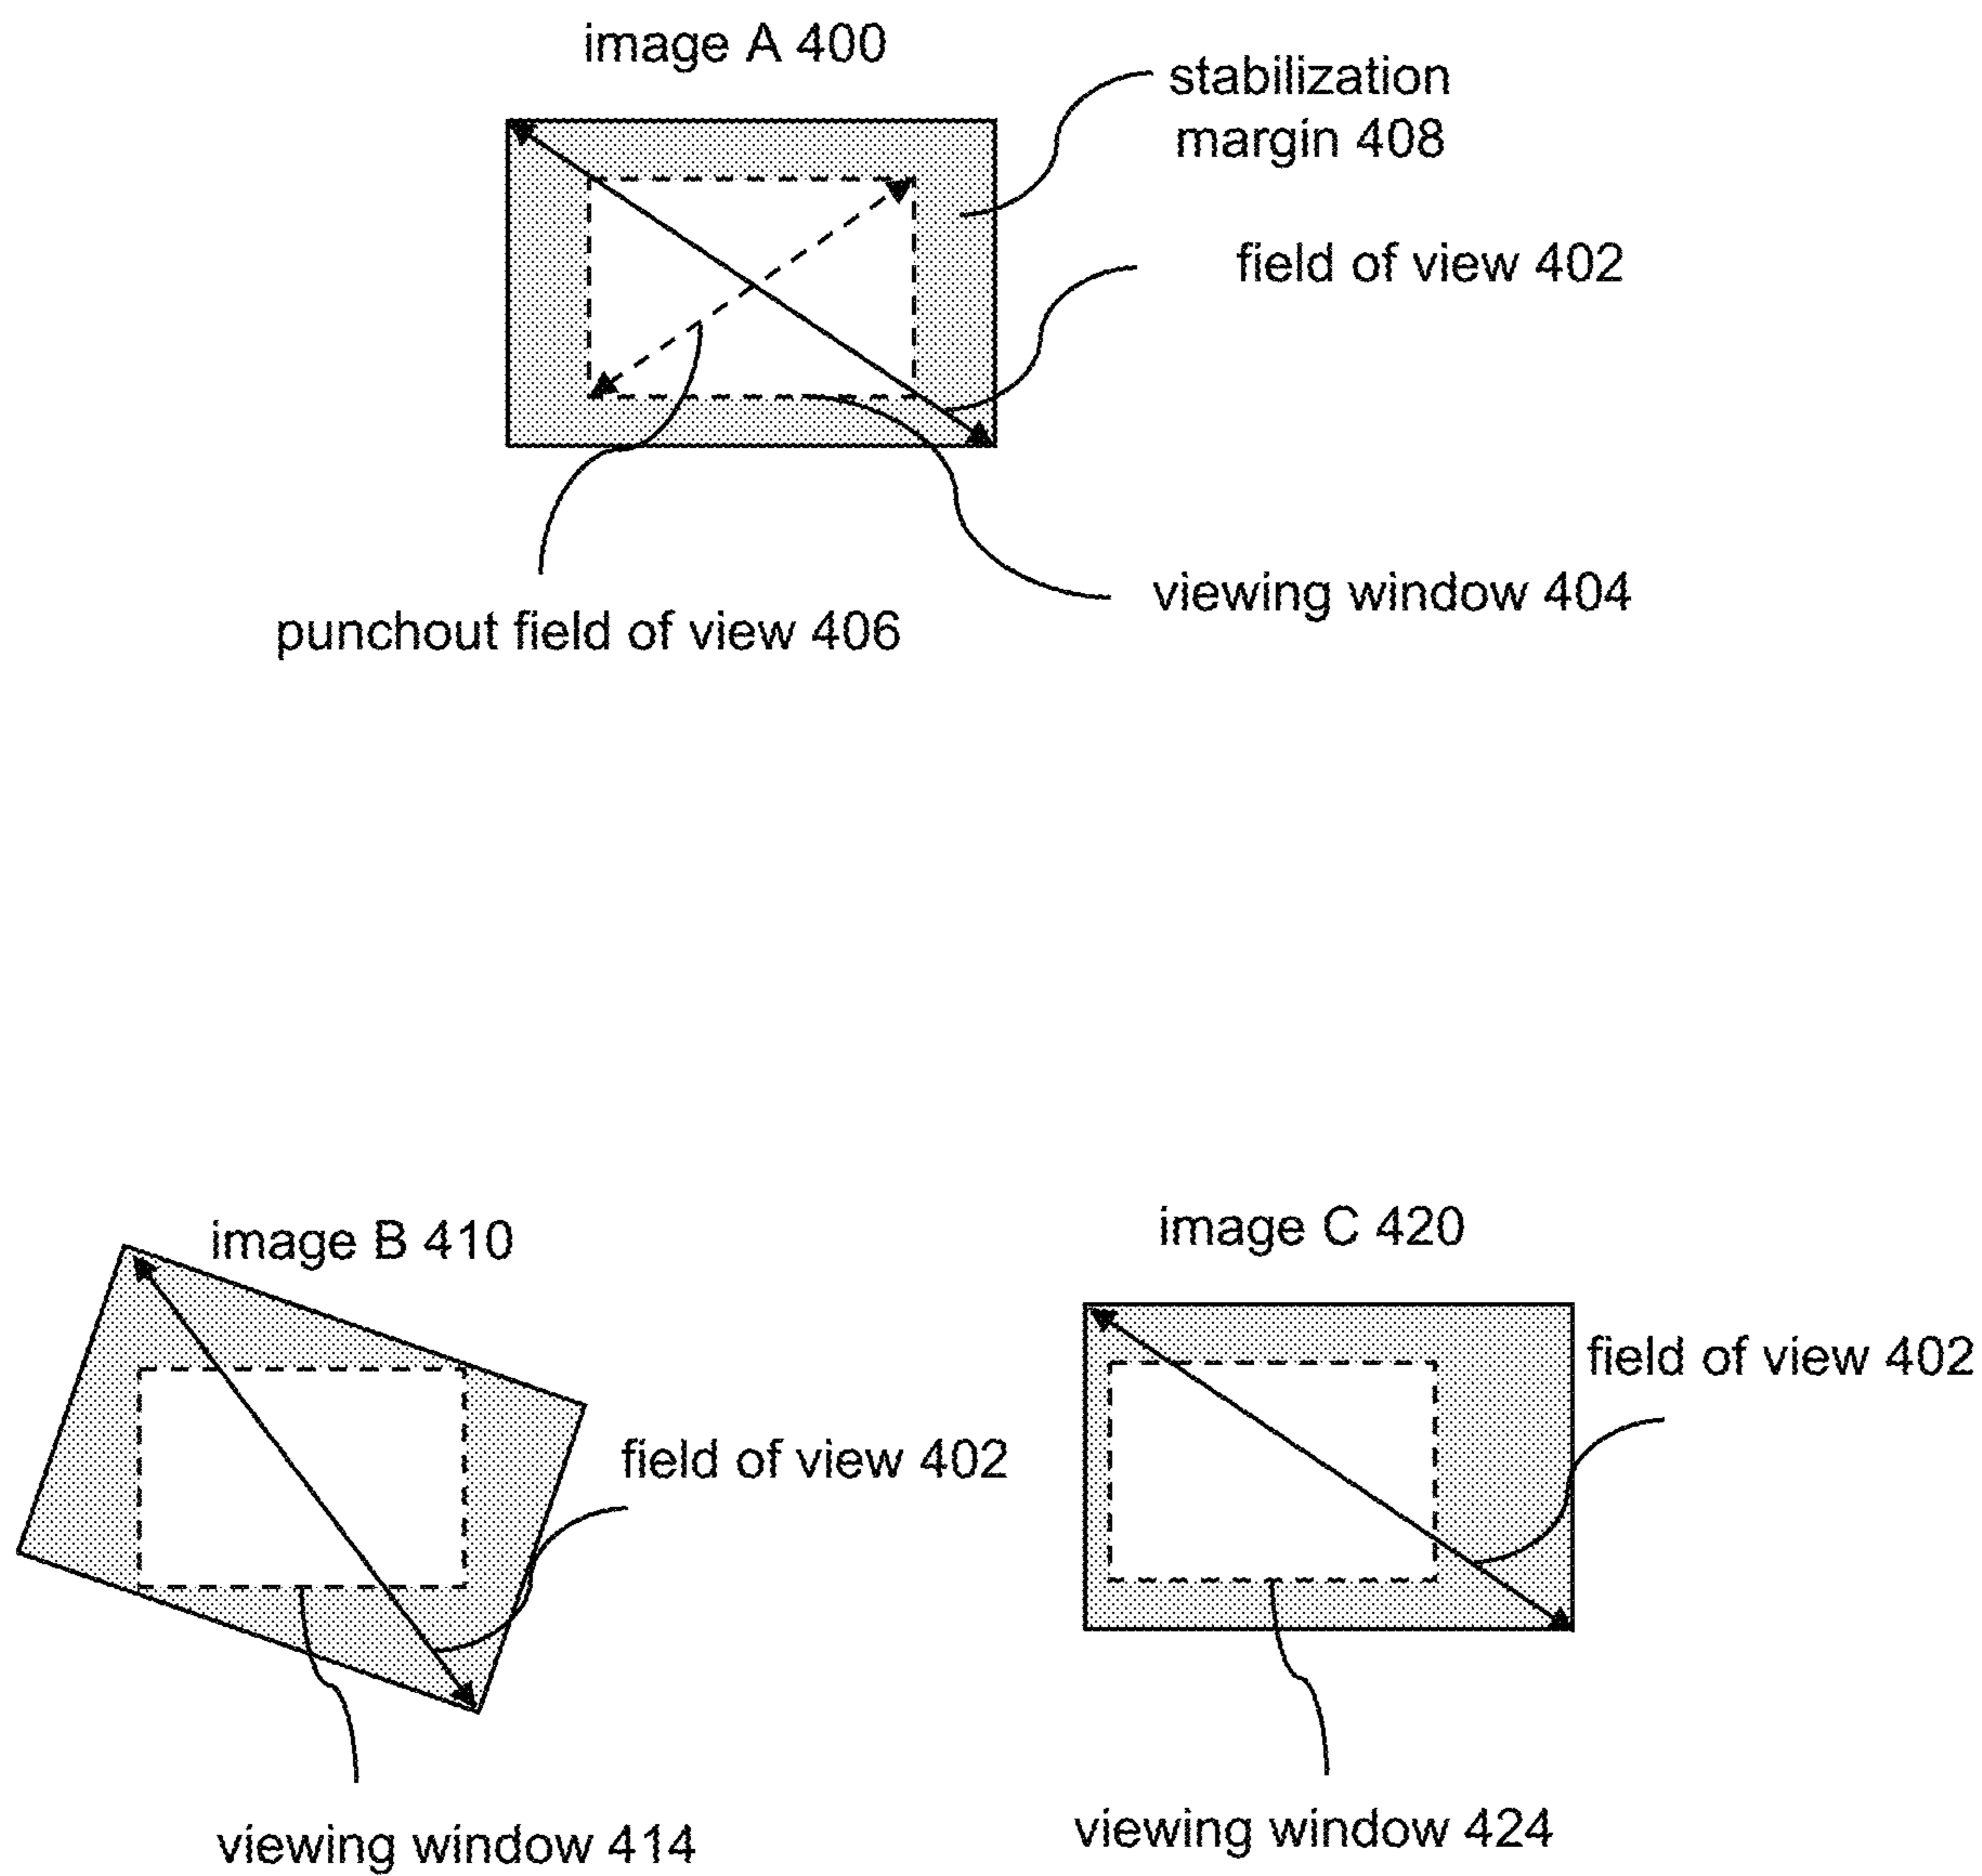 image A 400
stabilization
margin 408
field of view 402
viewing window 404
punchout field of view 406
image B 410
image C 420
field of view 402
field of view 402
viewing window 414
viewing window 424